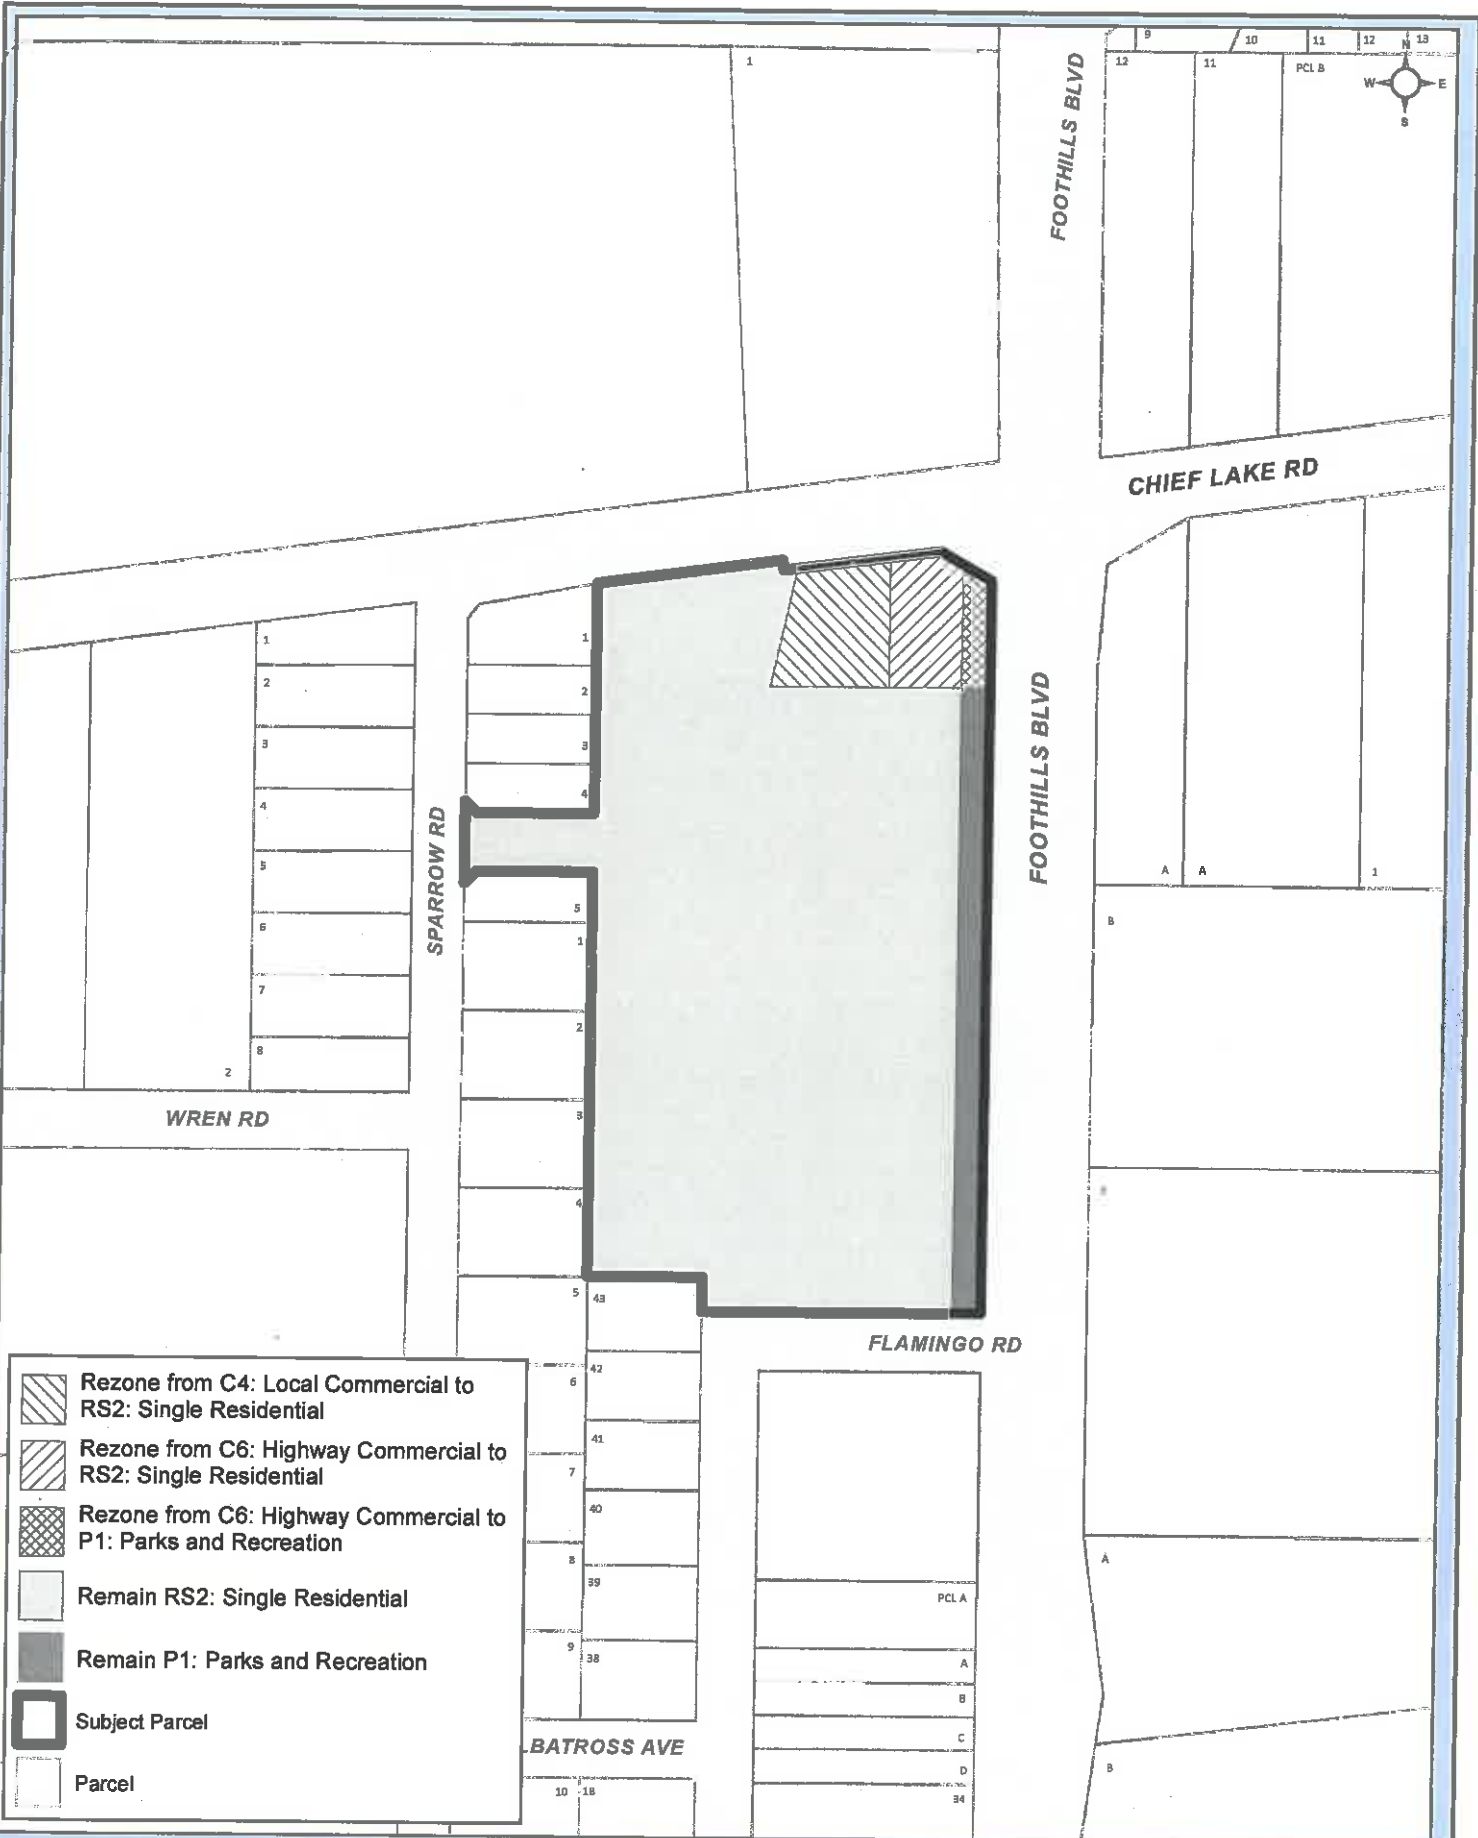 9
10
11
12
13
N
W
E
S
1
12
11
PCL B
FOOTHILLS BLVD
CHIEF LAKE RD
1
2
3
4
5
6
7
8
2
1
2
3
4
SPARROW RD
FOOTHILLS BLVD
A
A
1
B
5
1
2
3
4
5
WREN RD
43
42
41
40
39
38
6
7
8
9
FLAMINGO RD
PCL A
A
B
C
D
34
A
B
LBATROSS AVE
10
18
Rezone from C4: Local Commercial to
RS2: Single Residential
Rezone from C6: Highway Commercial to
RS2: Single Residential
Rezone from C6: Highway Commercial to
P1: Parks and Recreation
Remain RS2: Single Residential
Remain P1: Parks and Recreation
Subject Parcel
Parcel